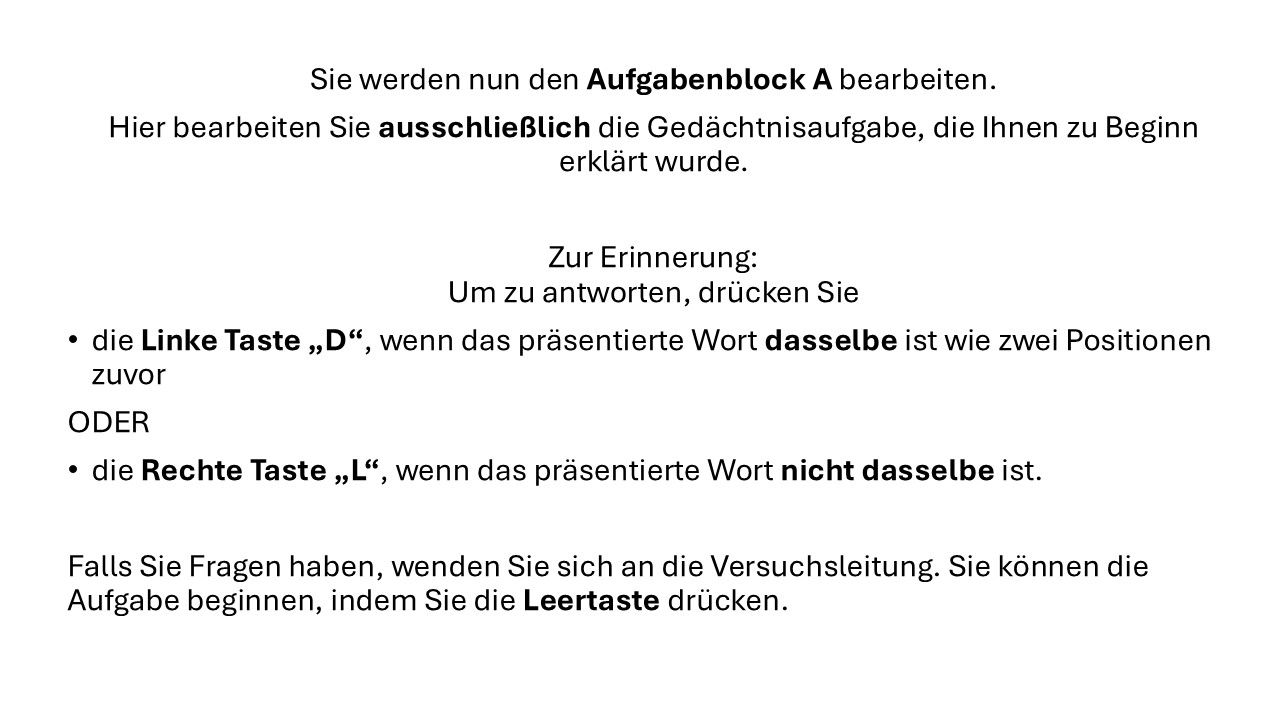 Sie werden nun den Aufgabenblock A bearbeiten.
Hier bearbeiten Sie ausschließlich die Gedächtnisaufgabe, die Ihnen zu Beginn
erklärt wurde.
Zur Erinnerung:
Um zu antworten, drücken Sie
• die Linke Taste „D“, wenn das präsentierte Wort dasselbe ist wie zwei Positionen
zuvor
ODER
• die Rechte Taste „L“, wenn das präsentierte Wort nicht dasselbe ist.
Falls Sie Fragen haben, wenden Sie sich an die Versuchsleitung. Sie können die
Aufgabe beginnen, indem Sie die Leertaste drücken.